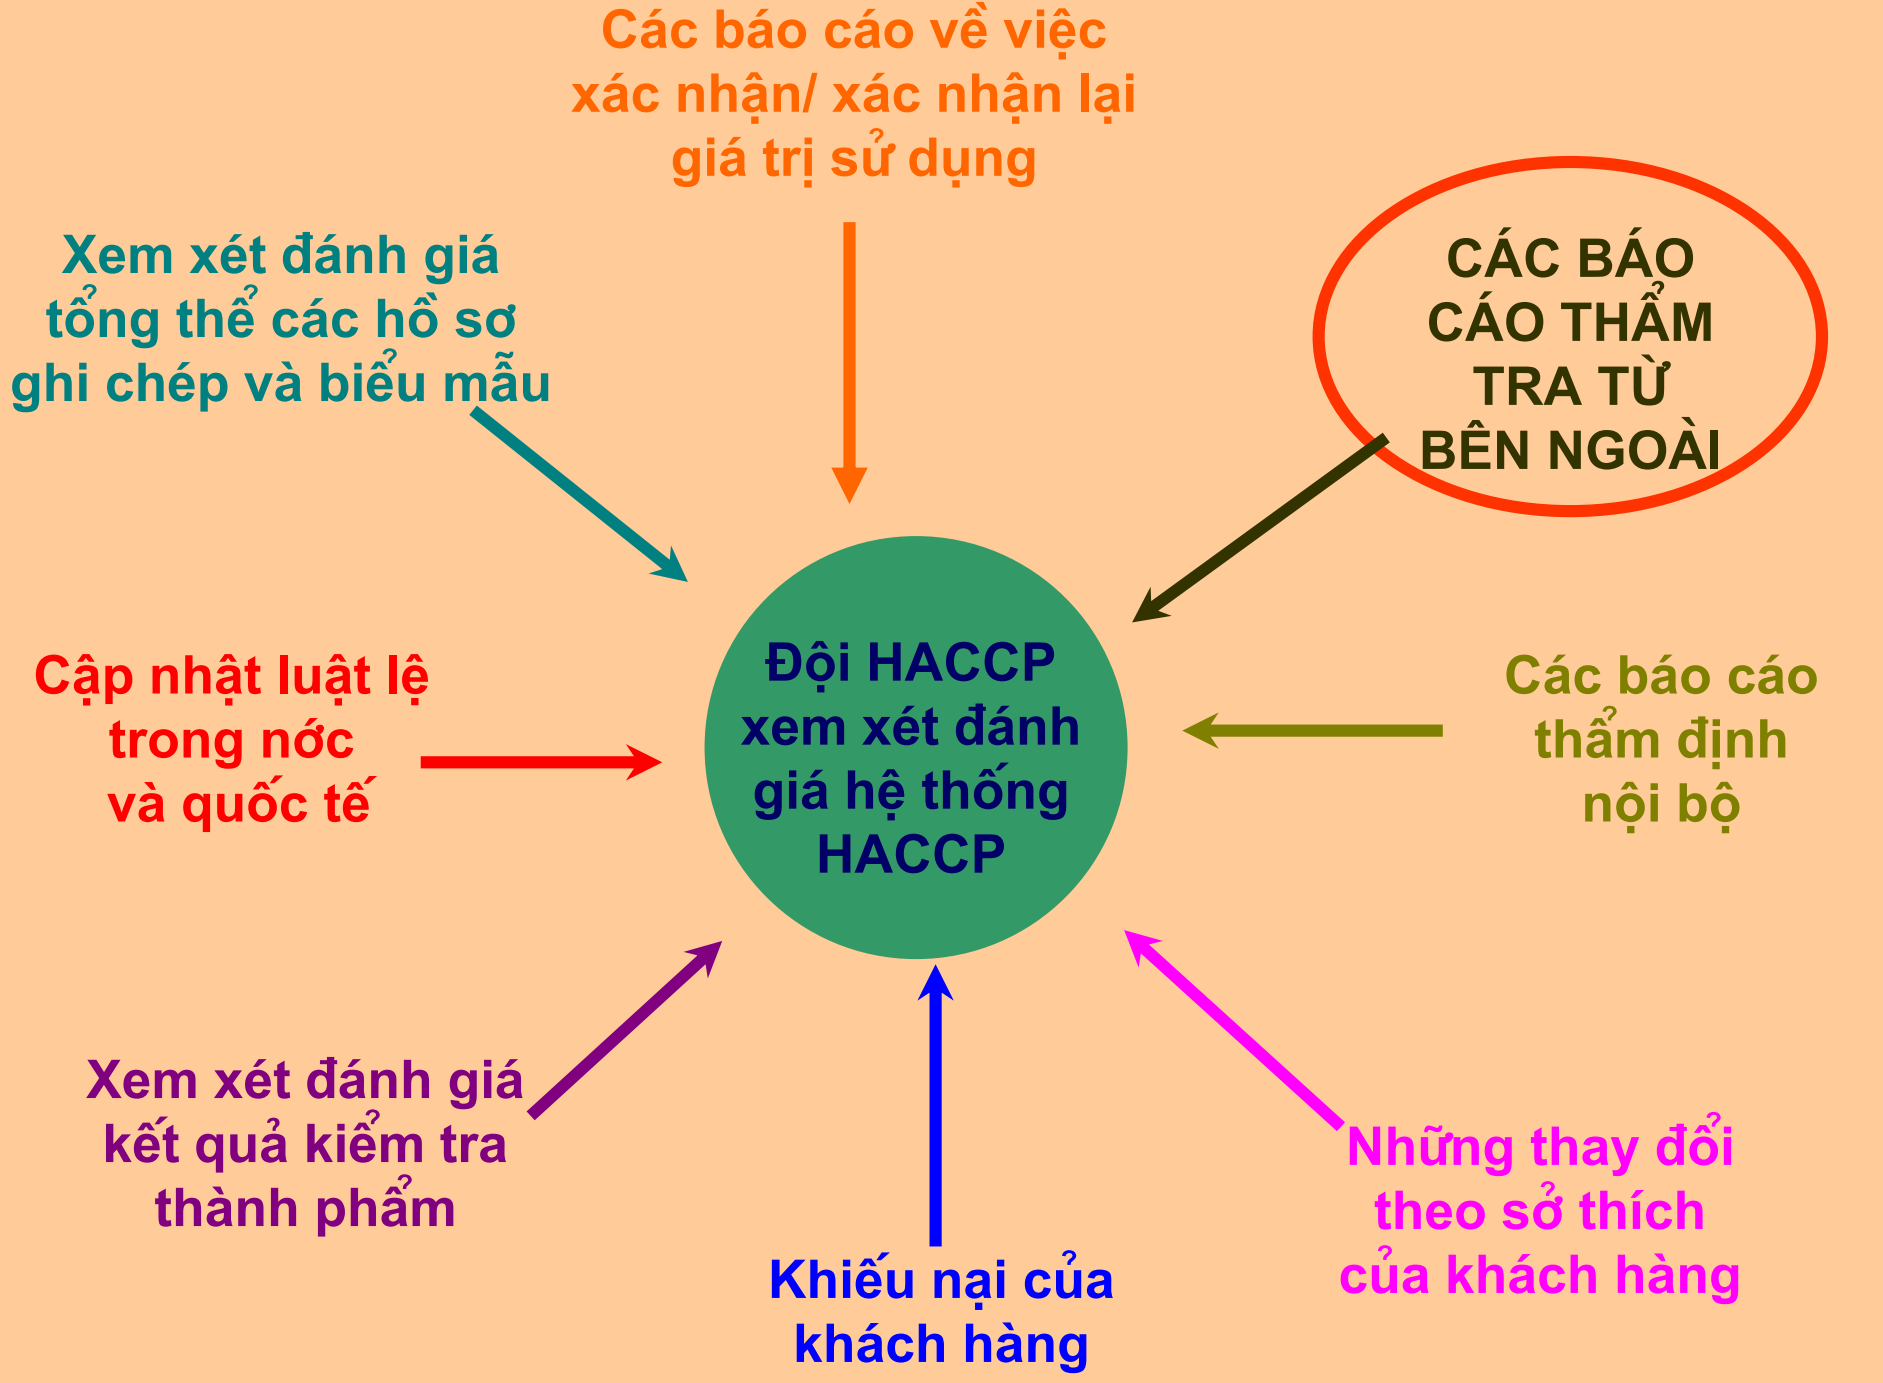 Các báo cáo về việc
xác nhận/ xác nhận lại
giá trị sử dụng
Xem xét đánh giá
tổng thể các hồ sơ
ghi chép và biểu mẫu
CÁC BÁO
CÁO THẨM
TRA TỪ
BÊN NGOÀI
Cập nhật luật lệ
trong nớc
và quốc tế
Đội HACCP
xem xét đánh
giá hệ thống
HACCP
Các báo cáo
thẩm định
nội bộ
Xem xét đánh giá
kết quả kiểm tra
thành phẩm
Khiếu nại của
khách hàng
Những thay đổi
theo sở thích
của khách hàng